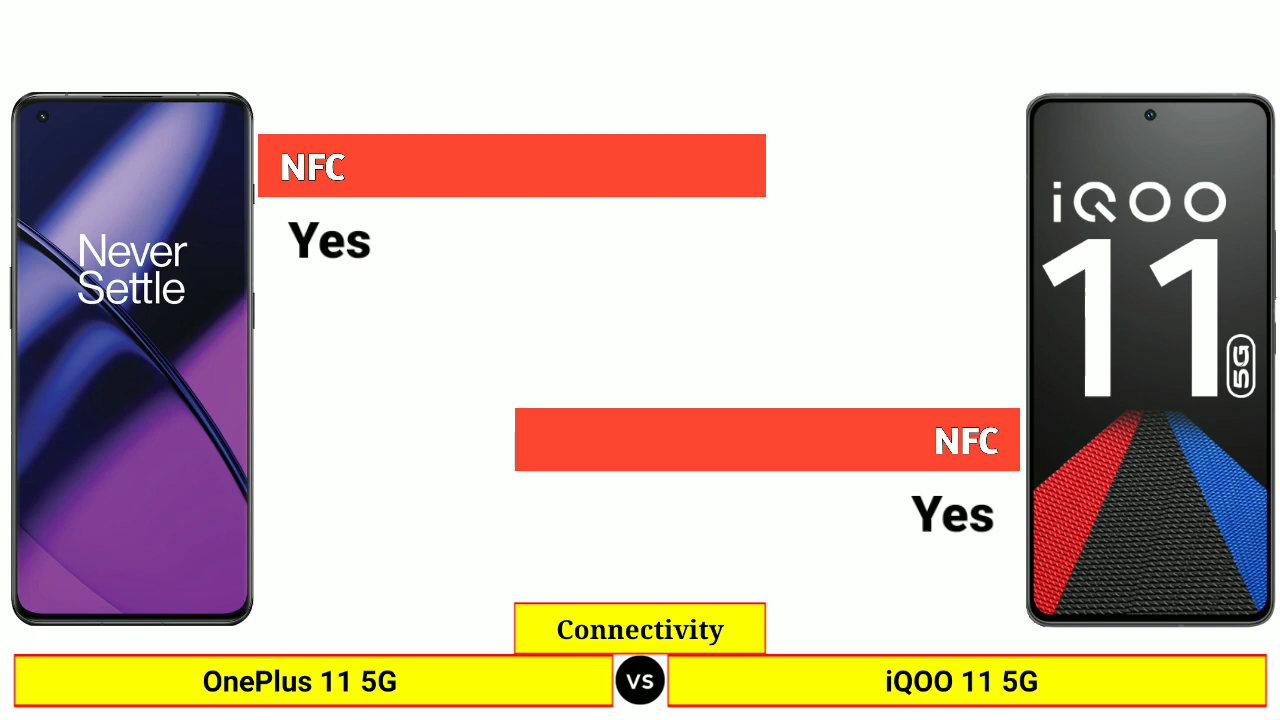 NFC
Yes
Never
Settle
iQOO
11
5G
NFC
Yes
Connectivity
OnePlus 11 5G
VS
iQOO 11 5G